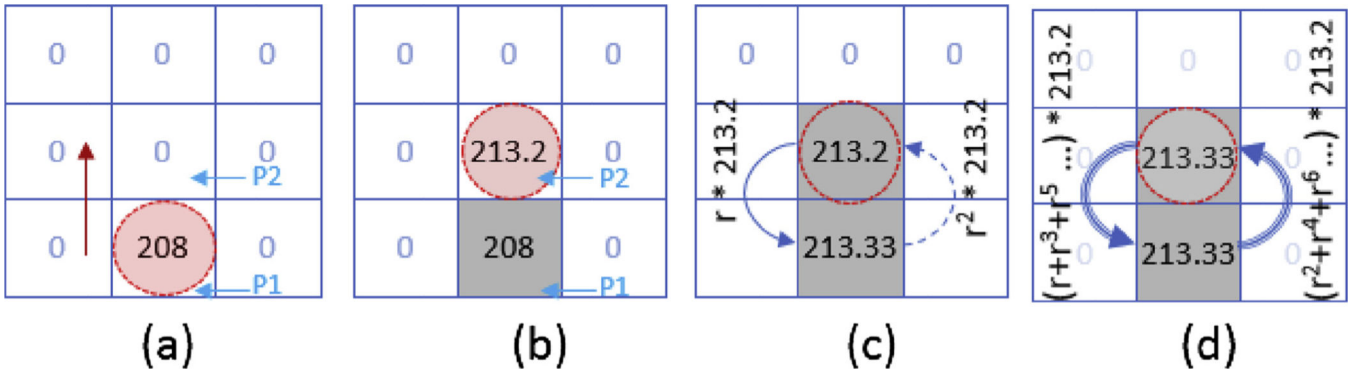 0 0 0
0 0 0
P2
0 208 0
P1
(a)
0 0 0
0 213.2 0
P2
0 208 0
P1
(b)
0 0 0
r * 213.2
213.2
r² * 213.2
213.33
(c)
0 0 0
(r+r³+r⁵ ...) * 213.2
0 213.33 0
(r²+r⁴+r⁶ ...) * 213.2
0 213.33 0
(d)